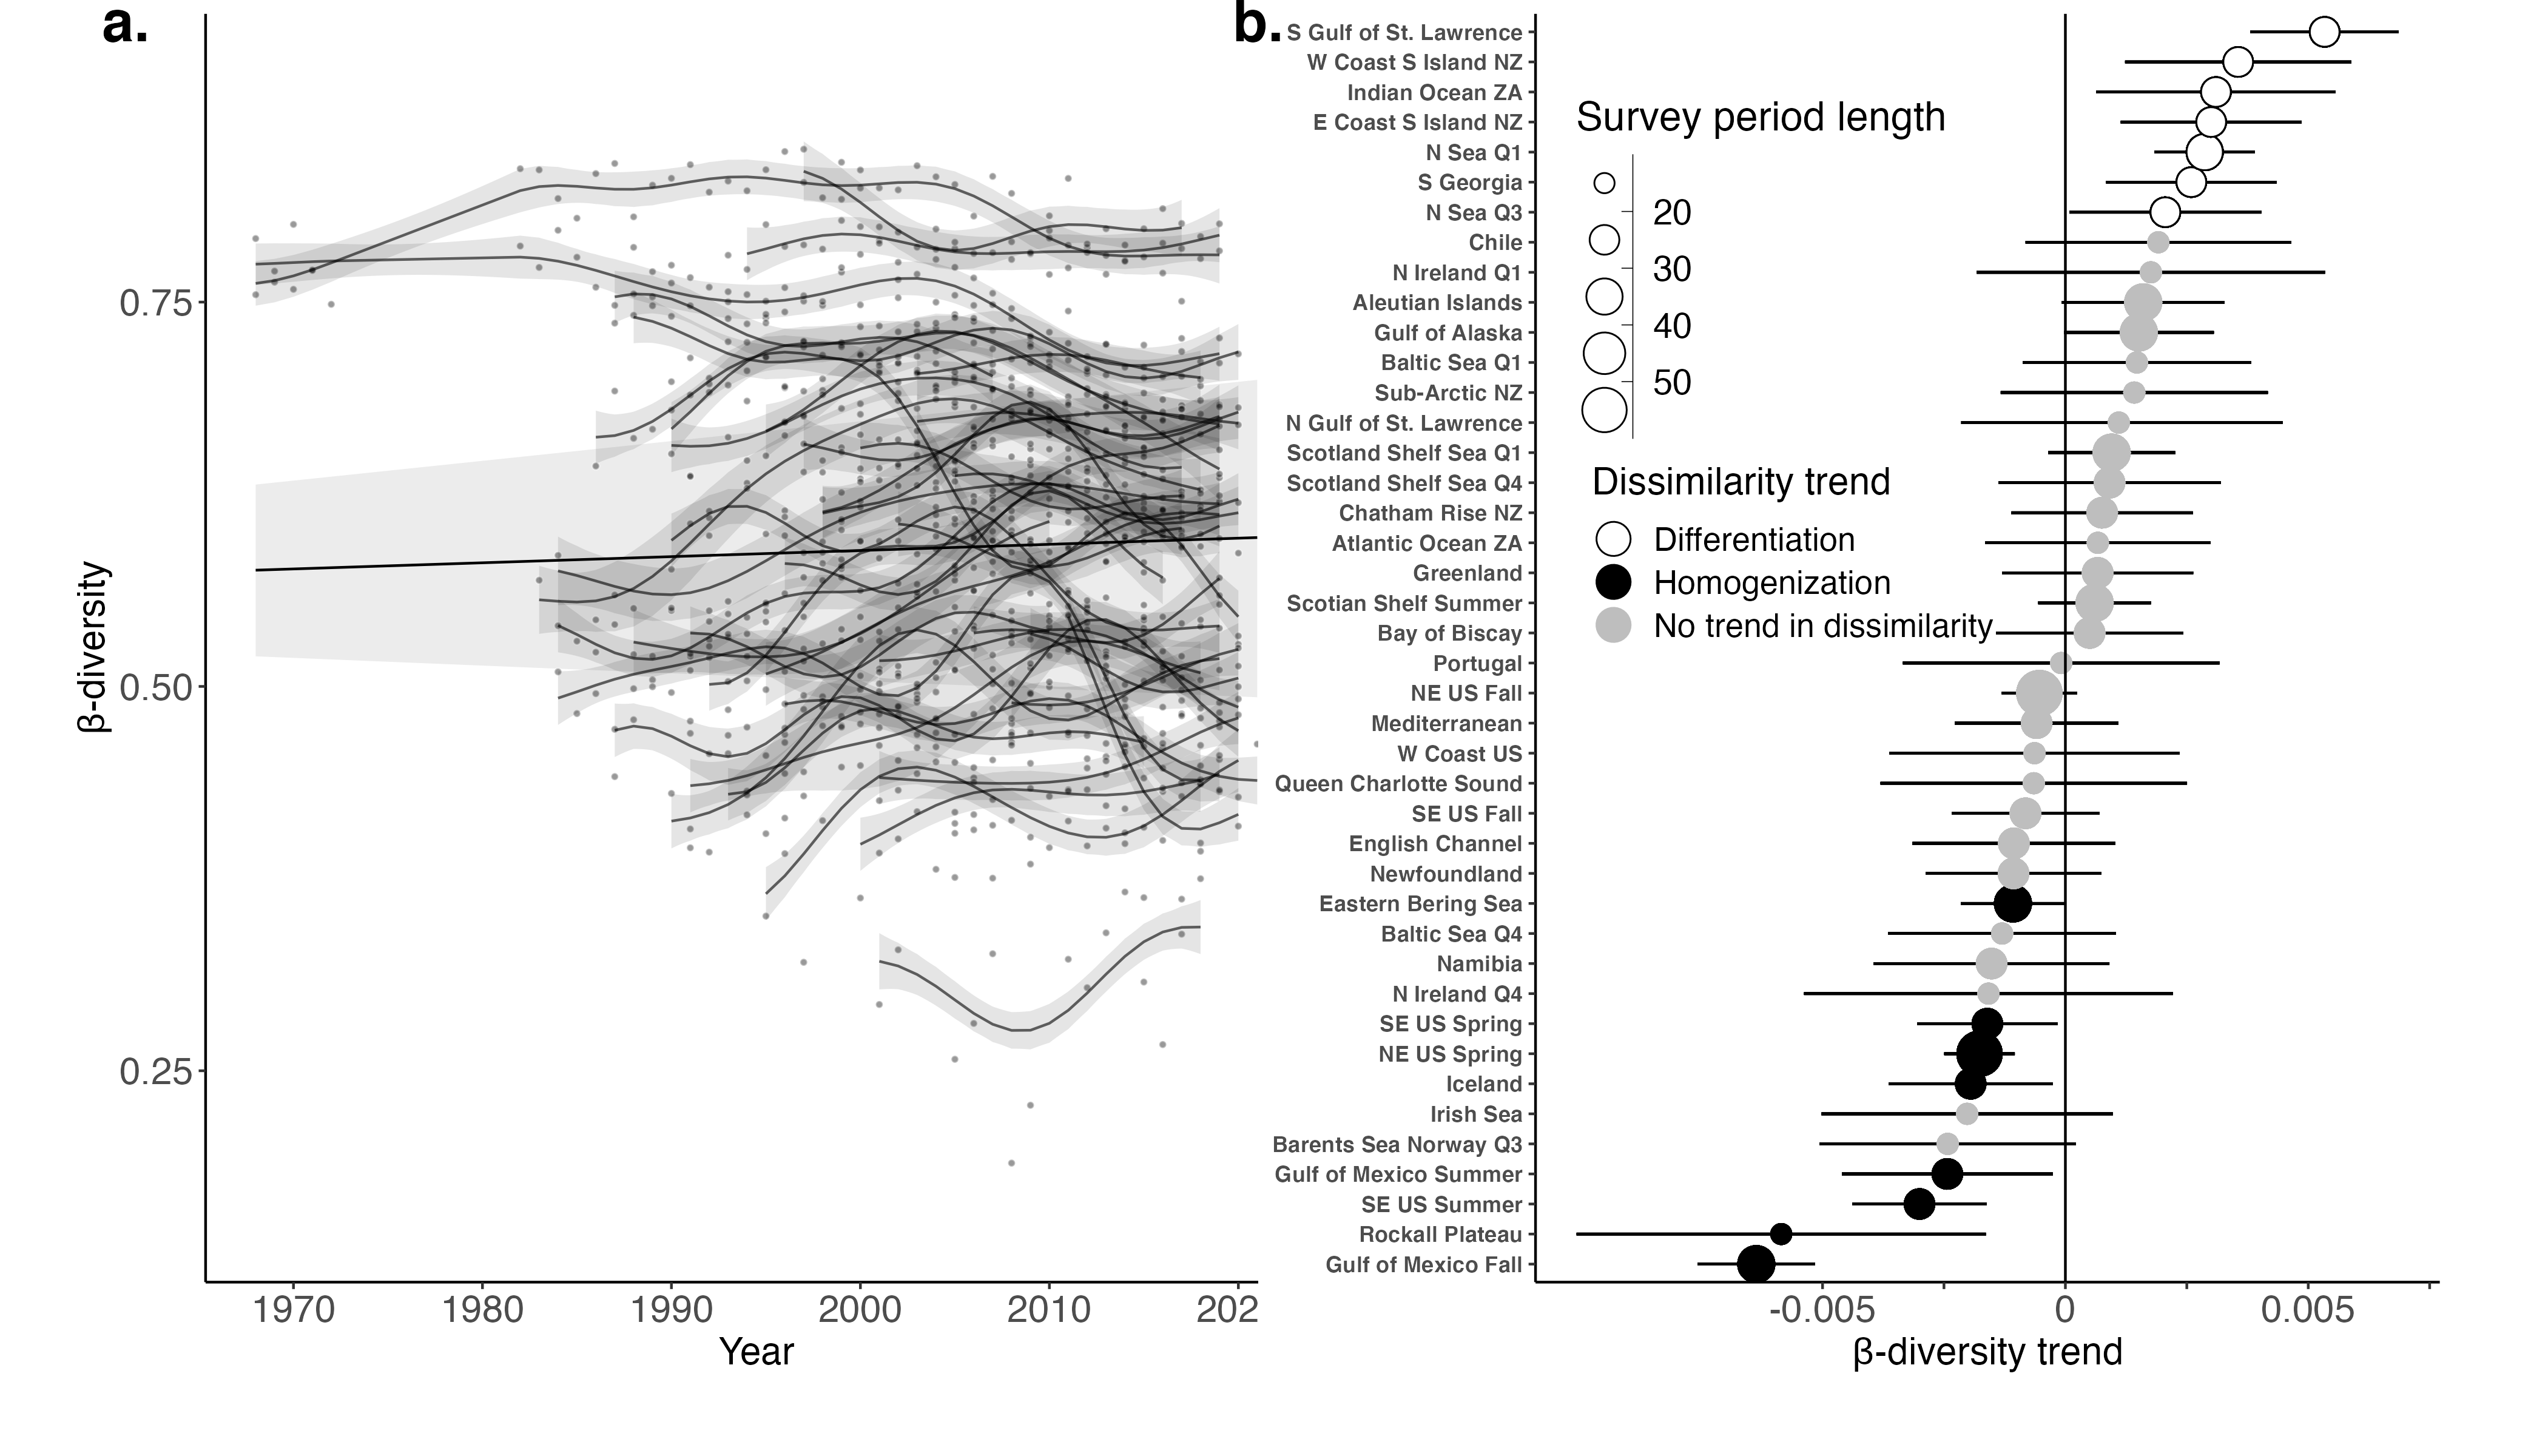 a.
β-diversity
0.75
0.50
0.25
1970 1980 1990 2000 2010 202
Year
b.
S Gulf of St. Lawrence
W Coast S Island NZ
Indian Ocean ZA
E Coast S Island NZ
N Sea Q1
S Georgia
N Sea Q3
Chile
N Ireland Q1
Aleutian Islands
Gulf of Alaska
Baltic Sea Q1
Sub-Arctic NZ
N Gulf of St. Lawrence
Scotland Shelf Sea Q1
Scotland Shelf Sea Q4
Chatham Rise NZ
Atlantic Ocean ZA
Greenland
Scotian Shelf Summer
Bay of Biscay
Portugal
NE US Fall
Mediterranean
W Coast US
Queen Charlotte Sound
SE US Fall
English Channel
Newfoundland
Eastern Bering Sea
Baltic Sea Q4
Namibia
N Ireland Q4
SE US Spring
NE US Spring
Iceland
Irish Sea
Barents Sea Norway Q3
Gulf of Mexico Summer
SE US Summer
Rockall Plateau
Gulf of Mexico Fall
Survey period length
20
30
40
50
Dissimilarity trend
Differentiation
Homogenization
No trend in dissimilarity
-0.005 0 0.005
β-diversity trend